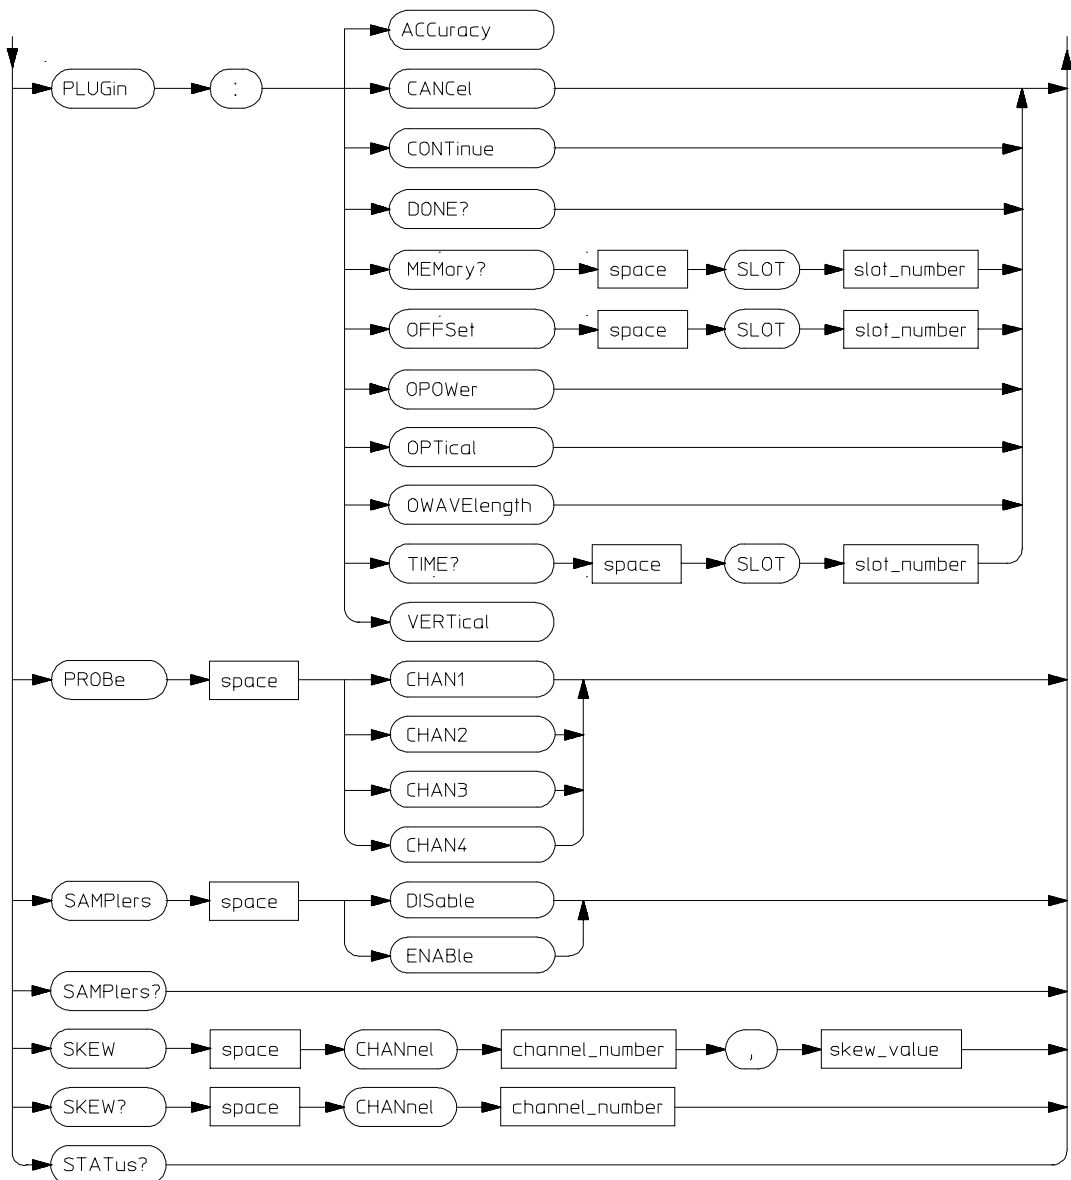 ACCuracy
PLUGin : CANCel
CONTinue
DONE?
MEMory? space SLOT slot_number
OFFSet space SLOT slot_number
OPOWer
OPTical
OWAVElength
TIME? space SLOT slot_number
VERTical
PROBe space CHAN1
CHAN2
CHAN3
CHAN4
SAMPlers space DISable
ENABle
SAMPlers?
SKEW space CHANnel channel_number , skew_value
SKEW? space CHANnel channel_number
STATus?